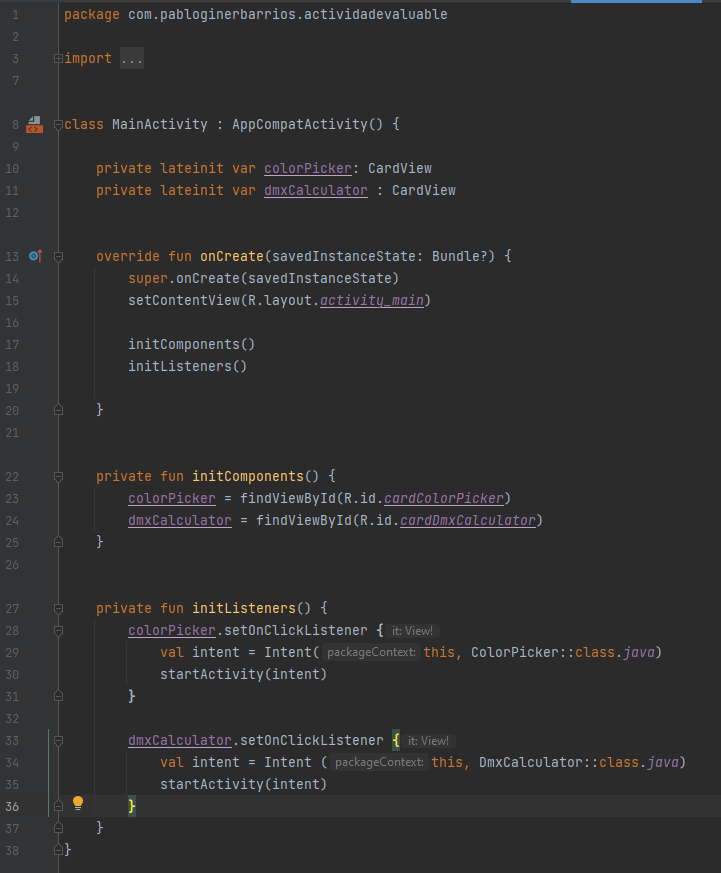 1 package com.pabloginerbarrios.actividadevaluable
2
3 import ...
7
8 class MainActivity : AppCompatActivity() {
9
10     private lateinit var colorPicker: CardView
11     private lateinit var dmxCalculator : CardView
12
13     override fun onCreate(savedInstanceState: Bundle?) {
14         super.onCreate(savedInstanceState)
15         setContentView(R.layout.activity_main)
16
17         initComponents()
18         initListeners()
19
20     }
21
22     private fun initComponents() {
23         colorPicker = findViewById(R.id.cardColorPicker)
24         dmxCalculator = findViewById(R.id.cardDmxCalculator)
25     }
26
27     private fun initListeners() {
28         colorPicker.setOnClickListener { it: View!
29             val intent = Intent( packageContext: this, ColorPicker::class.java)
30             startActivity(intent)
31         }
32
33         dmxCalculator.setOnClickListener { it: View!
34             val intent = Intent ( packageContext: this, DmxCalculator::class.java)
35             startActivity(intent)
36         }
37     }
38 }